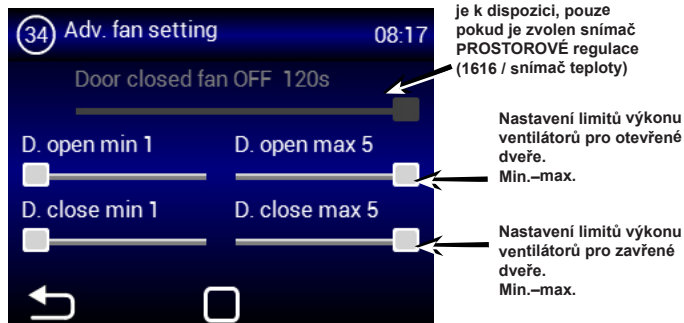 34 Adv. fan setting 08:17
Door closed fan OFF 120s
D. open min 1 D. open max 5
D. close min 1 D. close max 5
je k dispozici, pouze
pokud je zvolen snímač
PROSTOROVÉ regulace
(1616 / snímač teploty)
Nastavení limitů výkonu
ventilátorů pro otevřené
dveře.
Min.–max.
Nastavení limitů výkonu
ventilátorů pro zavřené
dveře.
Min.–max.